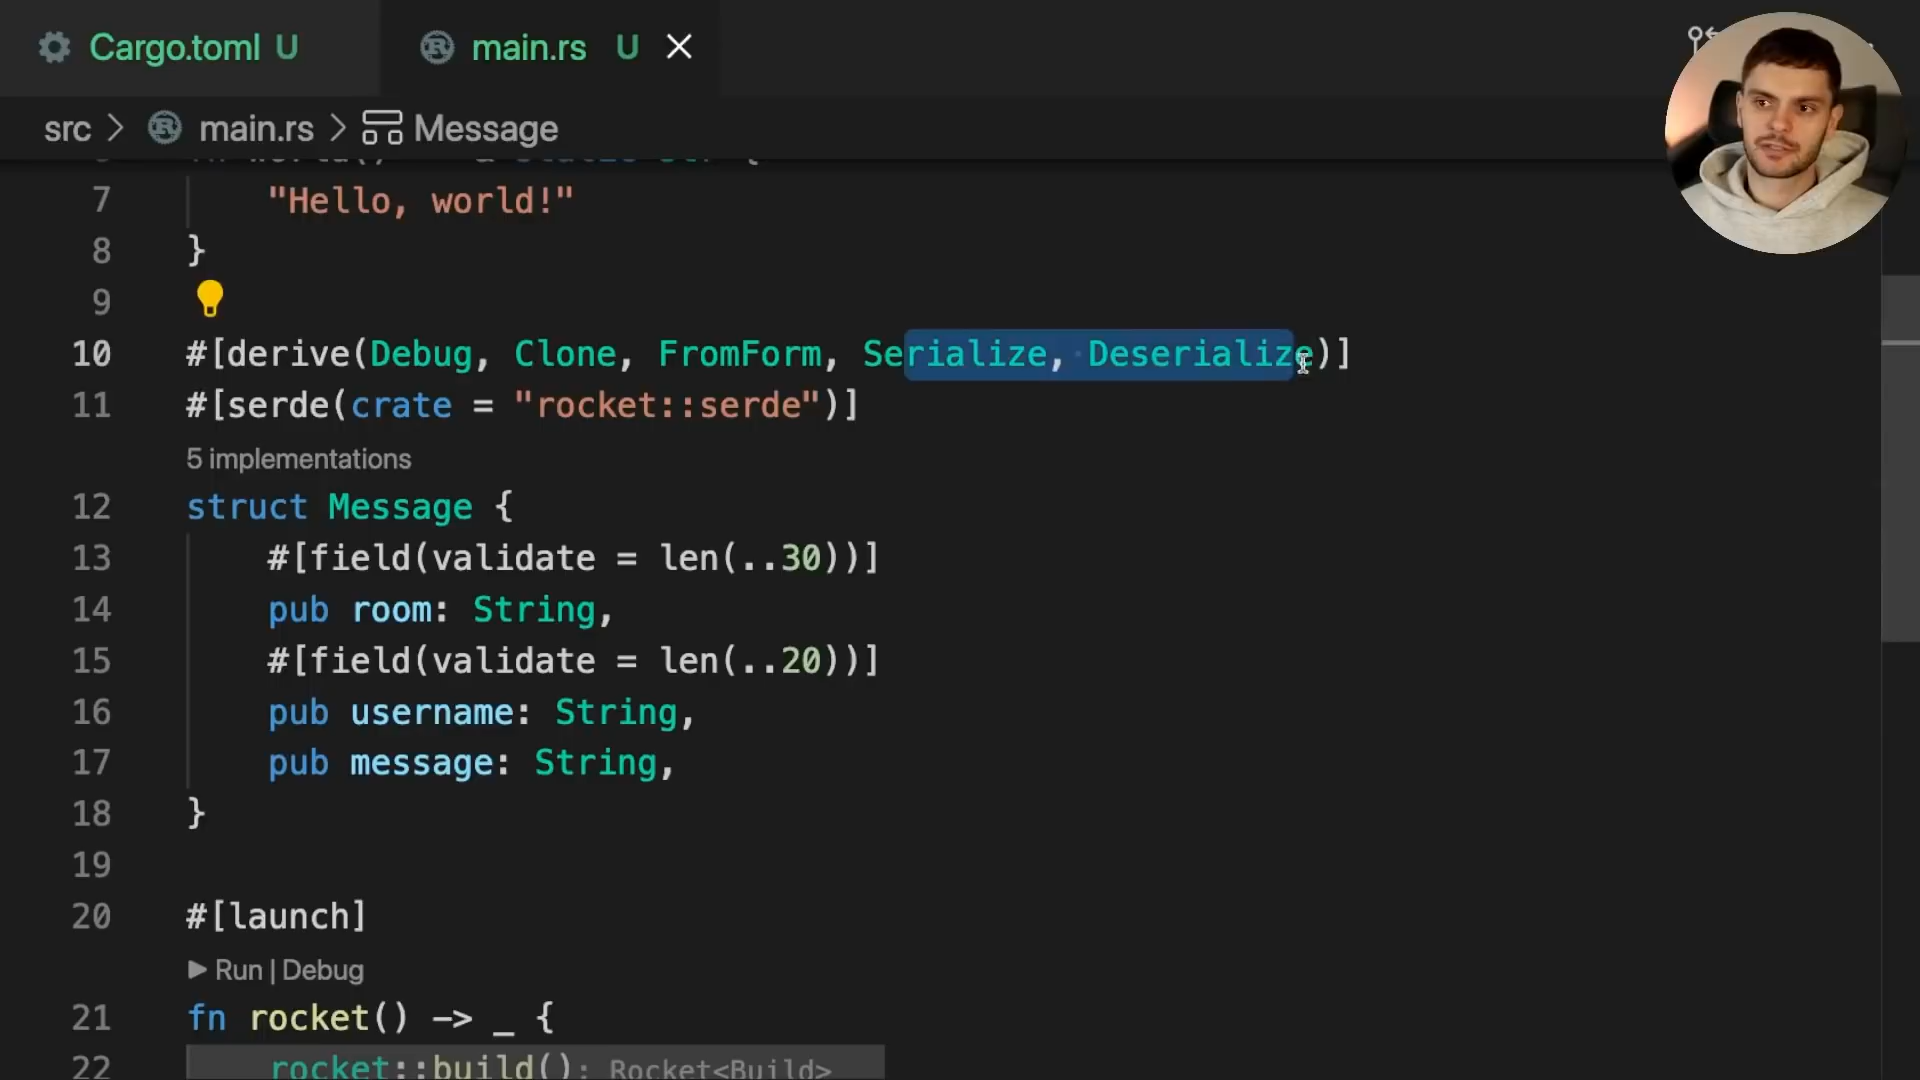 Cargo.toml U
main.rs U
src > main.rs > Message
7 "Hello, world!"
8 }
9
10 #[derive(Debug, Clone, FromForm, Serialize, Deserialize)]
11 #[serde(crate = "rocket::serde")]
5 implementations
12 struct Message {
13 #[field(validate = len(..30))]
14 pub room: String,
15 #[field(validate = len(..20))]
16 pub username: String,
17 pub message: String,
18 }
19
20 #[launch]
Run | Debug
21 fn rocket() -> _ {
22 rocket::build(): Rocket<Build>